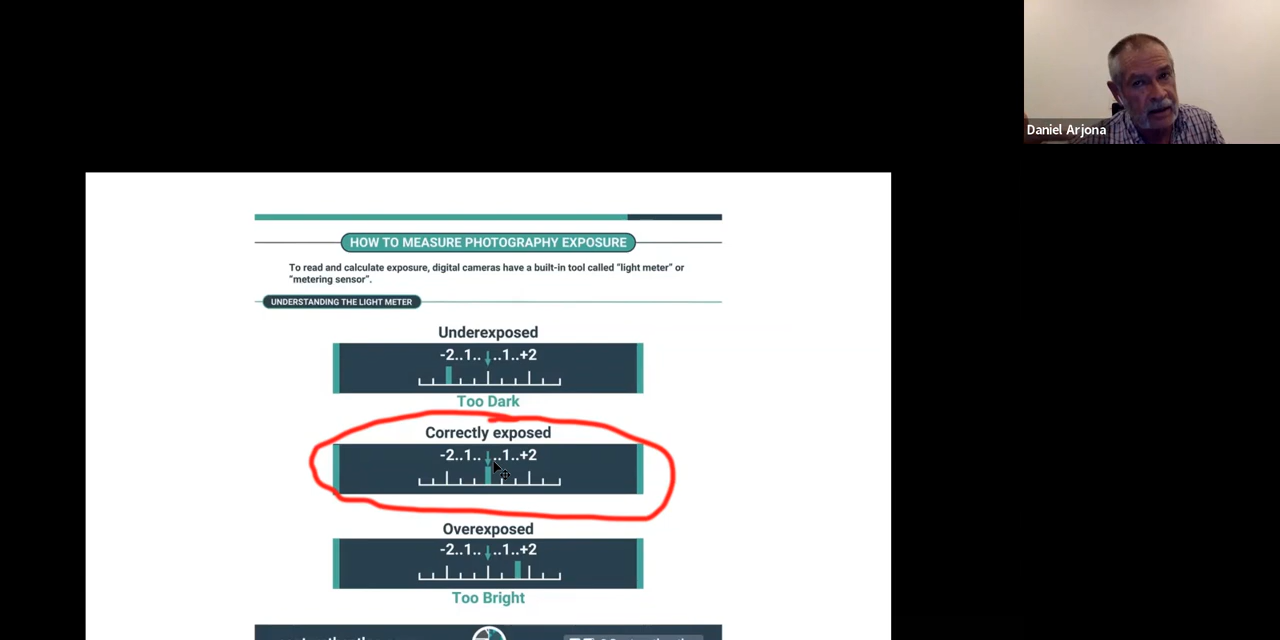 Daniel Arjona
HOW TO MEASURE PHOTOGRAPHY EXPOSURE
To read and calculate exposure, digital cameras have a built-in tool called “light meter” or
“metering sensor”.
UNDERSTANDING THE LIGHT METER
Underexposed
-2..1.. ..1..+2
Too Dark
Correctly exposed
-2..1.. ..1..+2
Overexposed
-2..1.. ..1..+2
Too Bright